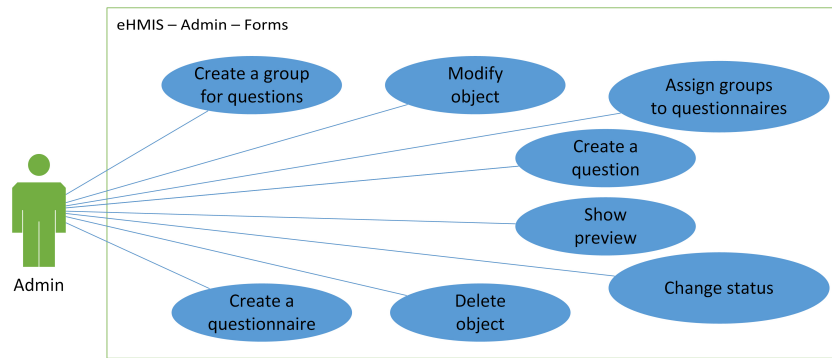 eHMIS – Admin – Forms
Create a group
for questions
Modify
object
Assign groups
to questionnaires
Create a
question
Show
preview
Admin
Change status
Create a
questionnaire
Delete
object